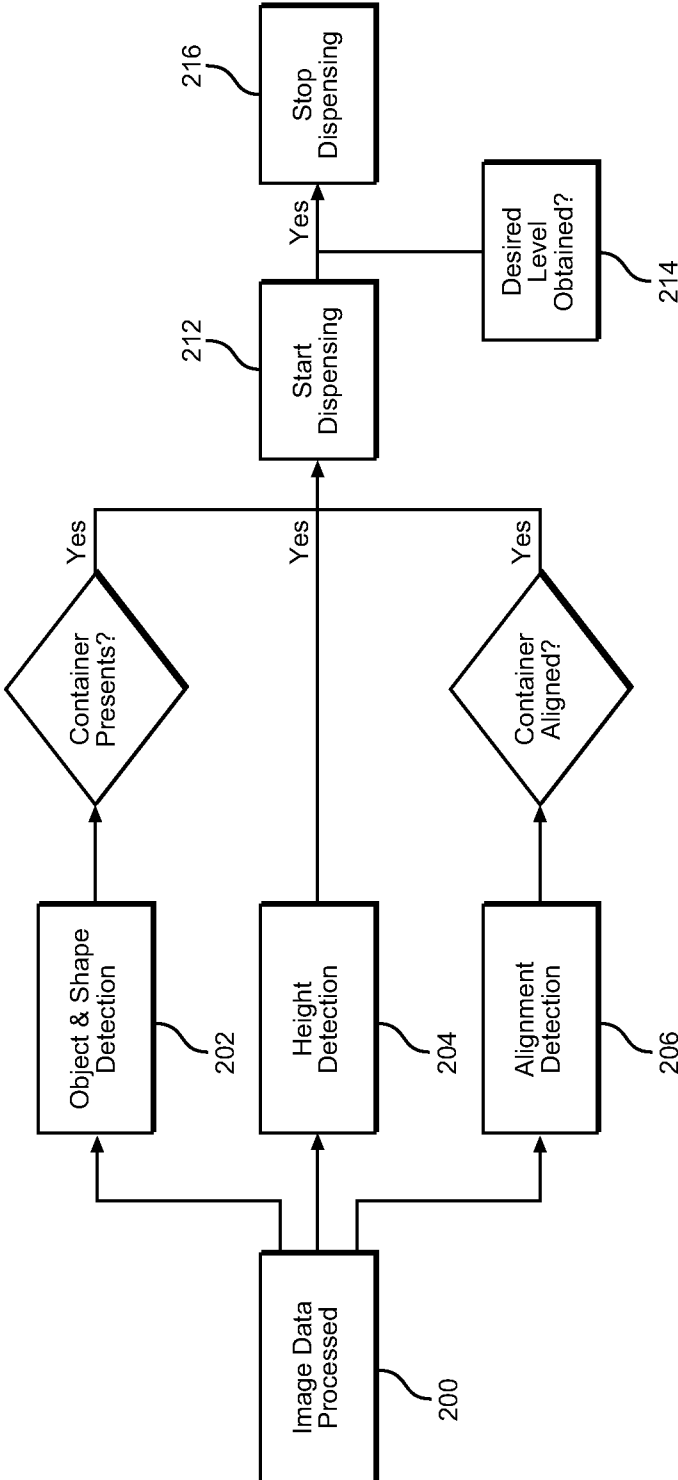 Image Data
Processed
200
Object & Shape
Detection
202
Height
Detection
204
Alignment
Detection
206
Container
Presents?
Yes
Yes
Container
Aligned?
Yes
Start
Dispensing
212
Yes
Desired
Level
Obtained?
214
Stop
Dispensing
216